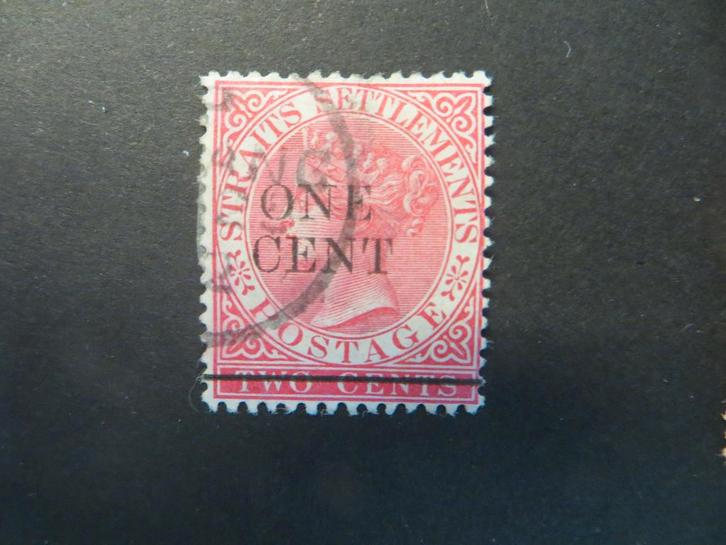 STRAITS SETTLEMENTS
ONE
CENT
POSTAGE
TWO CENTS